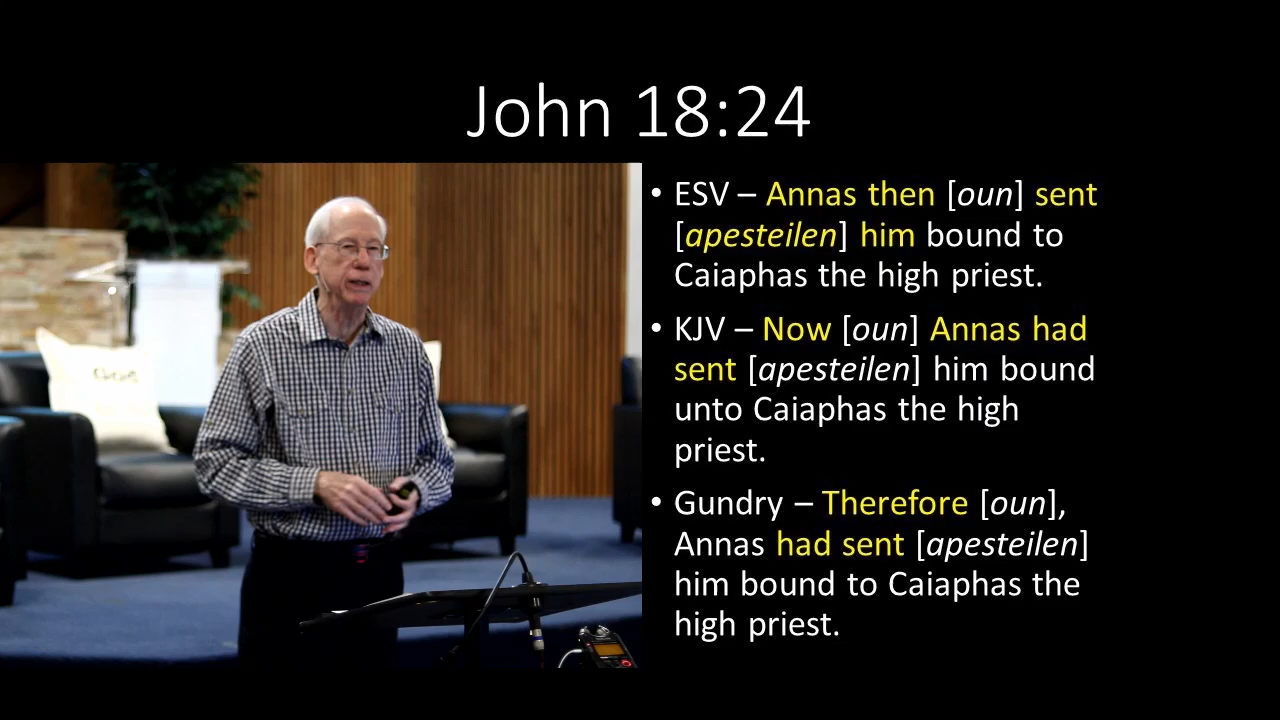 John 18:24
• ESV – Annas then [oun] sent
[apesteilen] him bound to
Caiaphas the high priest.
• KJV – Now [oun] Annas had
sent [apesteilen] him bound
unto Caiaphas the high
priest.
• Gundry – Therefore [oun],
Annas had sent [apesteilen]
him bound to Caiaphas the
high priest.